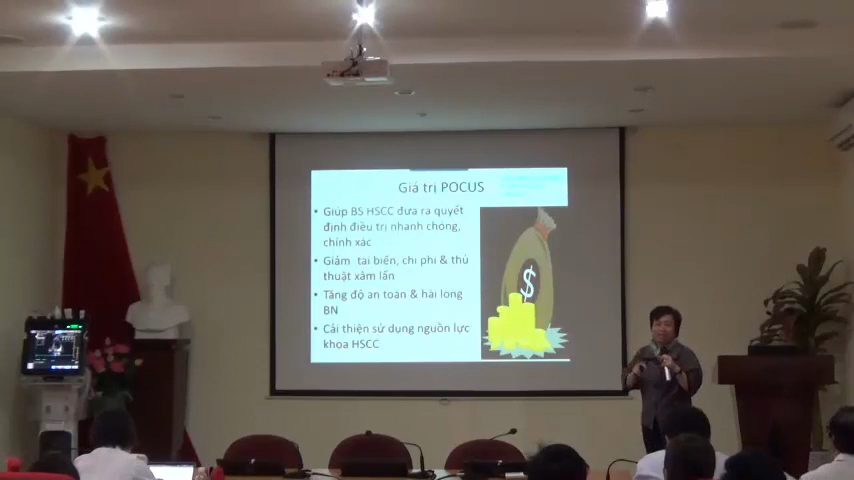 Giá trị POCUS
• Giúp BS HSCC đưa ra quyết
định điều trị nhanh chóng,
chính xác
• Giảm tai biến, chi phí & thủ
thuật xâm lấn
• Tăng độ an toàn & hài lòng
BN
• Cải thiện sử dụng nguồn lực
khoa HSCC
$